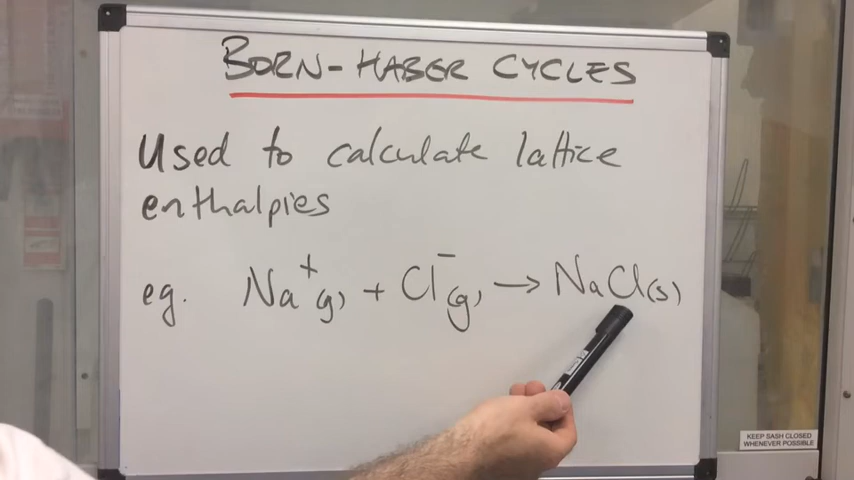 BORN-HABER CYCLES
Used to calculate lattice
enthalpies
eg. Na⁺(g) + Cl⁻(g) → NaCl(s)
KEEP SASH CLOSED
WHENEVER POSSIBLE